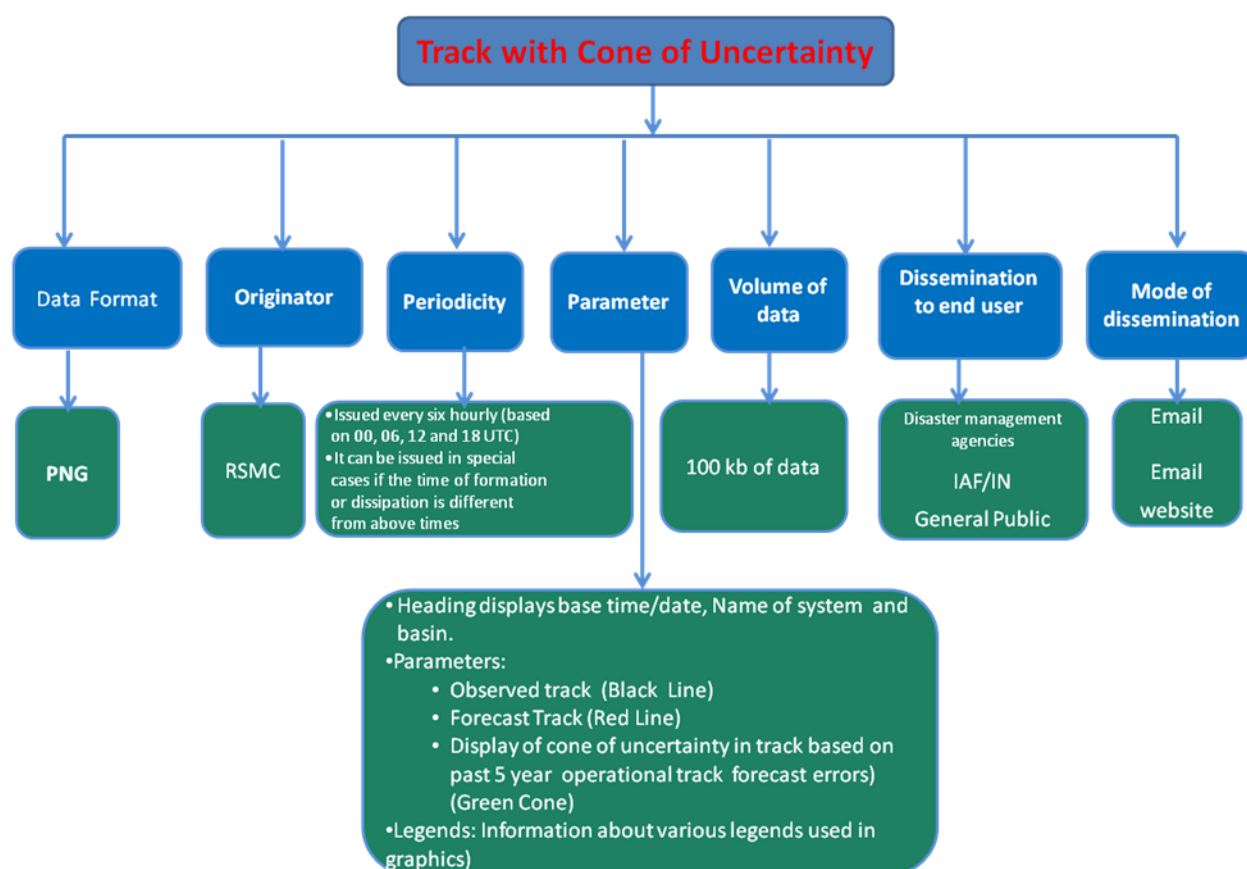 Track with Cone of Uncertainty
Data Format
Originator
Periodicity
Parameter
Volume of
data
Dissemination
to end user
Mode of
dissemination
PNG
RSMC
•Issued every six hourly (based
on 00, 06, 12 and 18 UTC)
•It can be issued in special
cases if the time of formation
or dissipation is different
from above times
100 kb of data
Disaster management
agencies
IAF/IN
General Public
Email
Email
website
•Heading displays base time/date, Name of system and
basin.
•Parameters:
• Observed track (Black Line)
• Forecast Track (Red Line)
• Display of cone of uncertainty in track based on
past 5 year operational track forecast errors)
(Green Cone)
•Legends: Information about various legends used in
graphics)